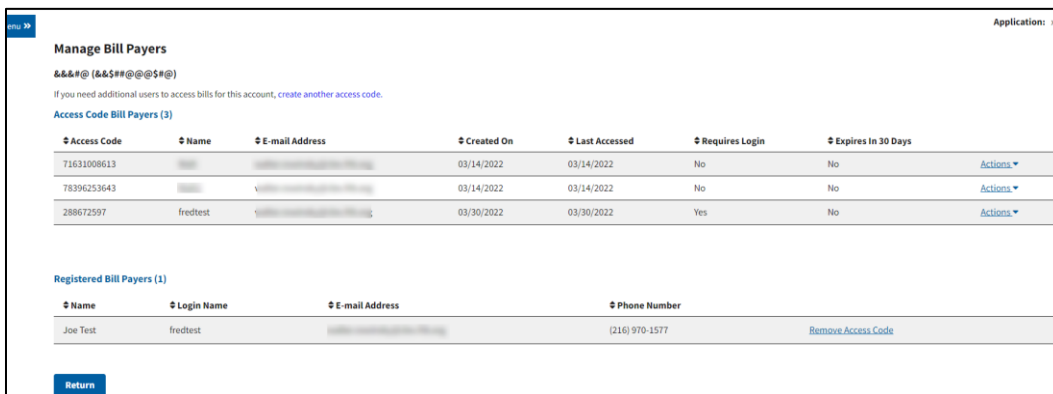 enu »
Application:
Manage Bill Payers
&&&#@ (&&$##@@@$#@)
If you need additional users to access bills for this account, create another access code.
Access Code Bill Payers (3)
Access Code Name E-mail Address Created On Last Accessed Requires Login Expires In 30 Days
71631008613 03/14/2022 03/14/2022 No No Actions
78396253643 03/14/2022 03/14/2022 No No Actions
288672597 fredtest 03/30/2022 03/30/2022 Yes No Actions
Registered Bill Payers (1)
Name Login Name E-mail Address Phone Number
Joe Test fredtest (216) 970-1577 Remove Access Code
Return